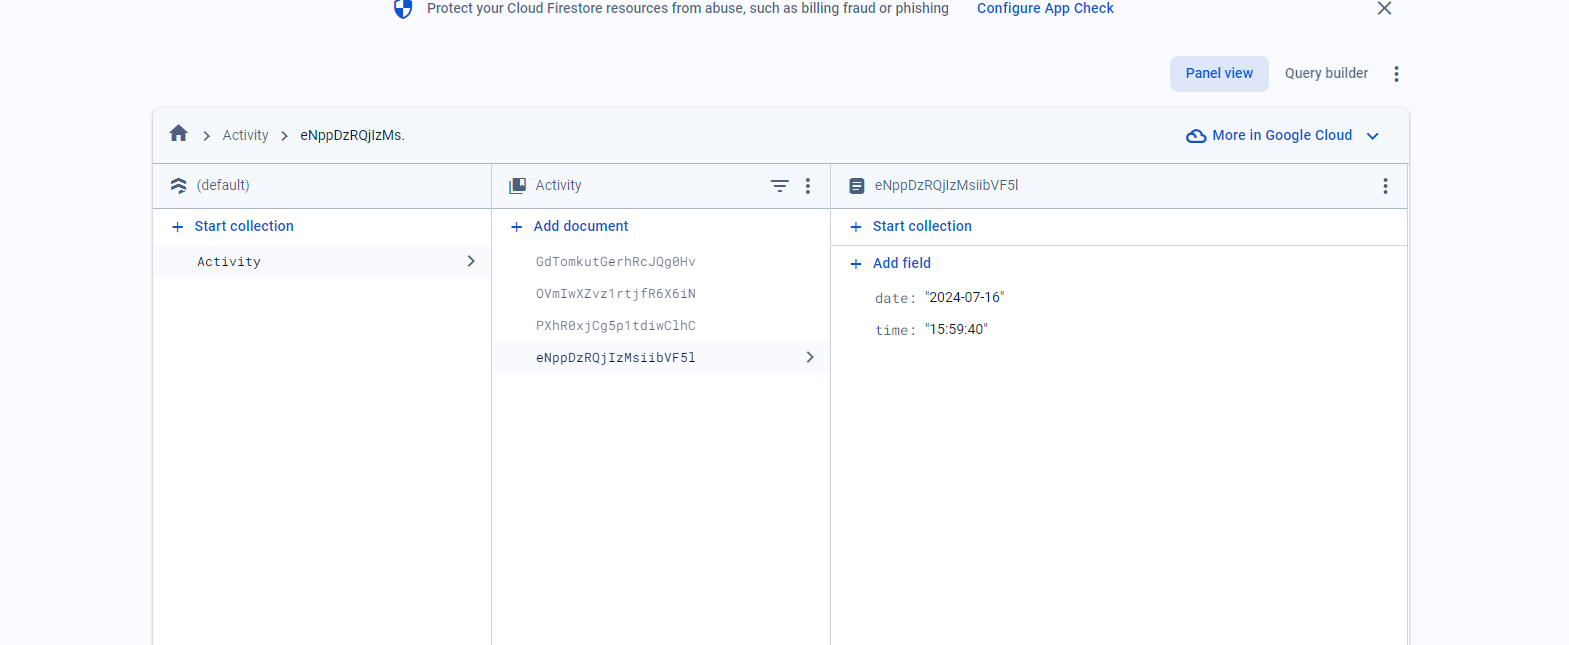 Protect your Cloud Firestore resources from abuse, such as billing fraud or phishing Configure App Check
Panel view Query builder
Activity eNppDzRQjIzMs.
More in Google Cloud
(default)
Activity
eNppDzRQjIzMsiibVF5l
Start collection
Add document
Start collection
Activity
GdTomkutGerhRcJQg0Hv
OVmIwXZvz1rtjfR6X6iN
PXhR0xjCg5p1tdiwClhC
eNppDzRQjIzMsiibVF5l
Add field
date: "2024-07-16"
time: "15:59:40"